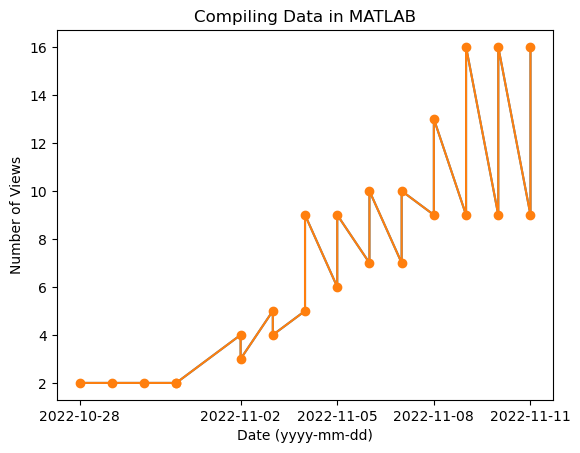 Compiling Data in MATLAB
Number of Views
16
14
12
10
8
6
4
2
2022-10-28 2022-11-02 2022-11-05 2022-11-08 2022-11-11
Date (yyyy-mm-dd)